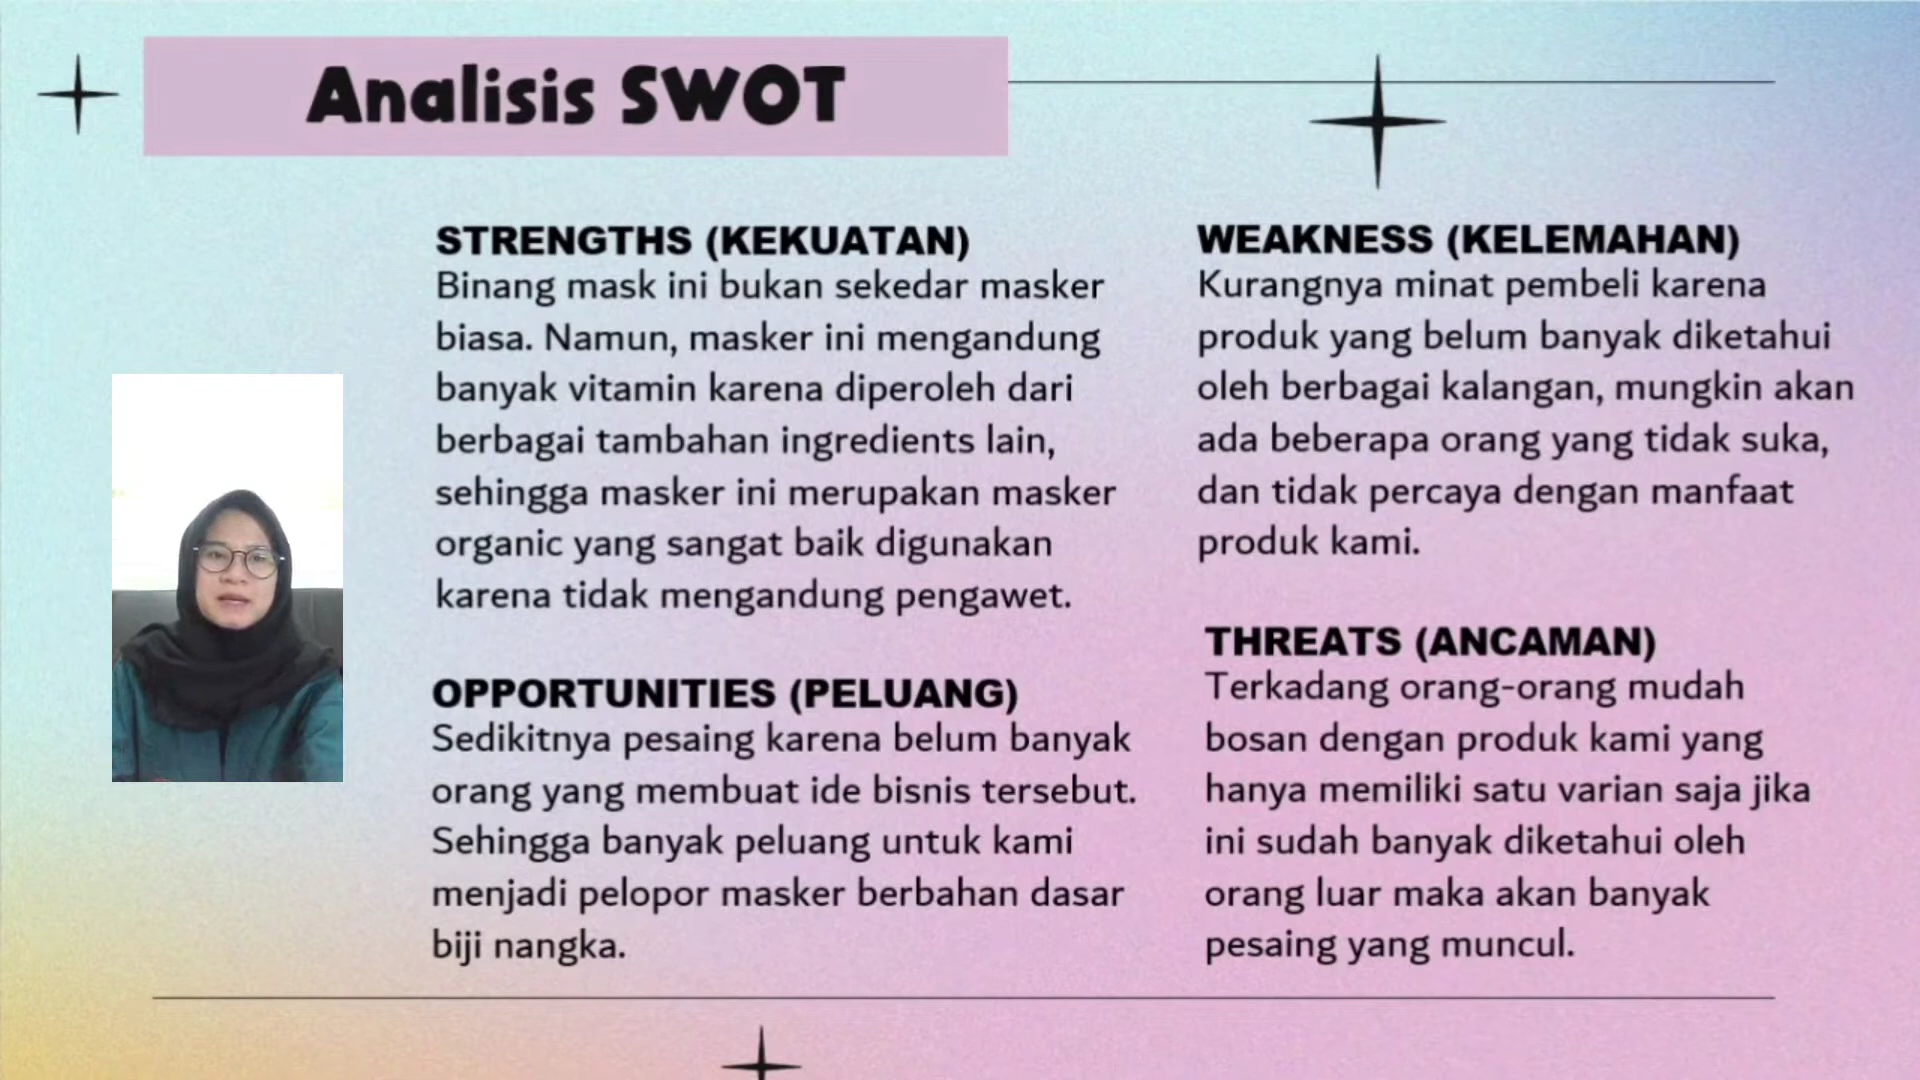 Analisis SWOT
STRENGTHS (KEKUATAN)
Binang mask ini bukan sekedar masker
biasa. Namun, masker ini mengandung
banyak vitamin karena diperoleh dari
berbagai tambahan ingredients lain,
sehingga masker ini merupakan masker
organic yang sangat baik digunakan
karena tidak mengandung pengawet.
OPPORTUNITIES (PELUANG)
Sedikitnya pesaing karena belum banyak
orang yang membuat ide bisnis tersebut.
Sehingga banyak peluang untuk kami
menjadi pelopor masker berbahan dasar
biji nangka.
WEAKNESS (KELEMAHAN)
Kurangnya minat pembeli karena
produk yang belum banyak diketahui
oleh berbagai kalangan, mungkin akan
ada beberapa orang yang tidak suka,
dan tidak percaya dengan manfaat
produk kami.
THREATS (ANCAMAN)
Terkadang orang-orang mudah
bosan dengan produk kami yang
hanya memiliki satu varian saja jika
ini sudah banyak diketahui oleh
orang luar maka akan banyak
pesaing yang muncul.